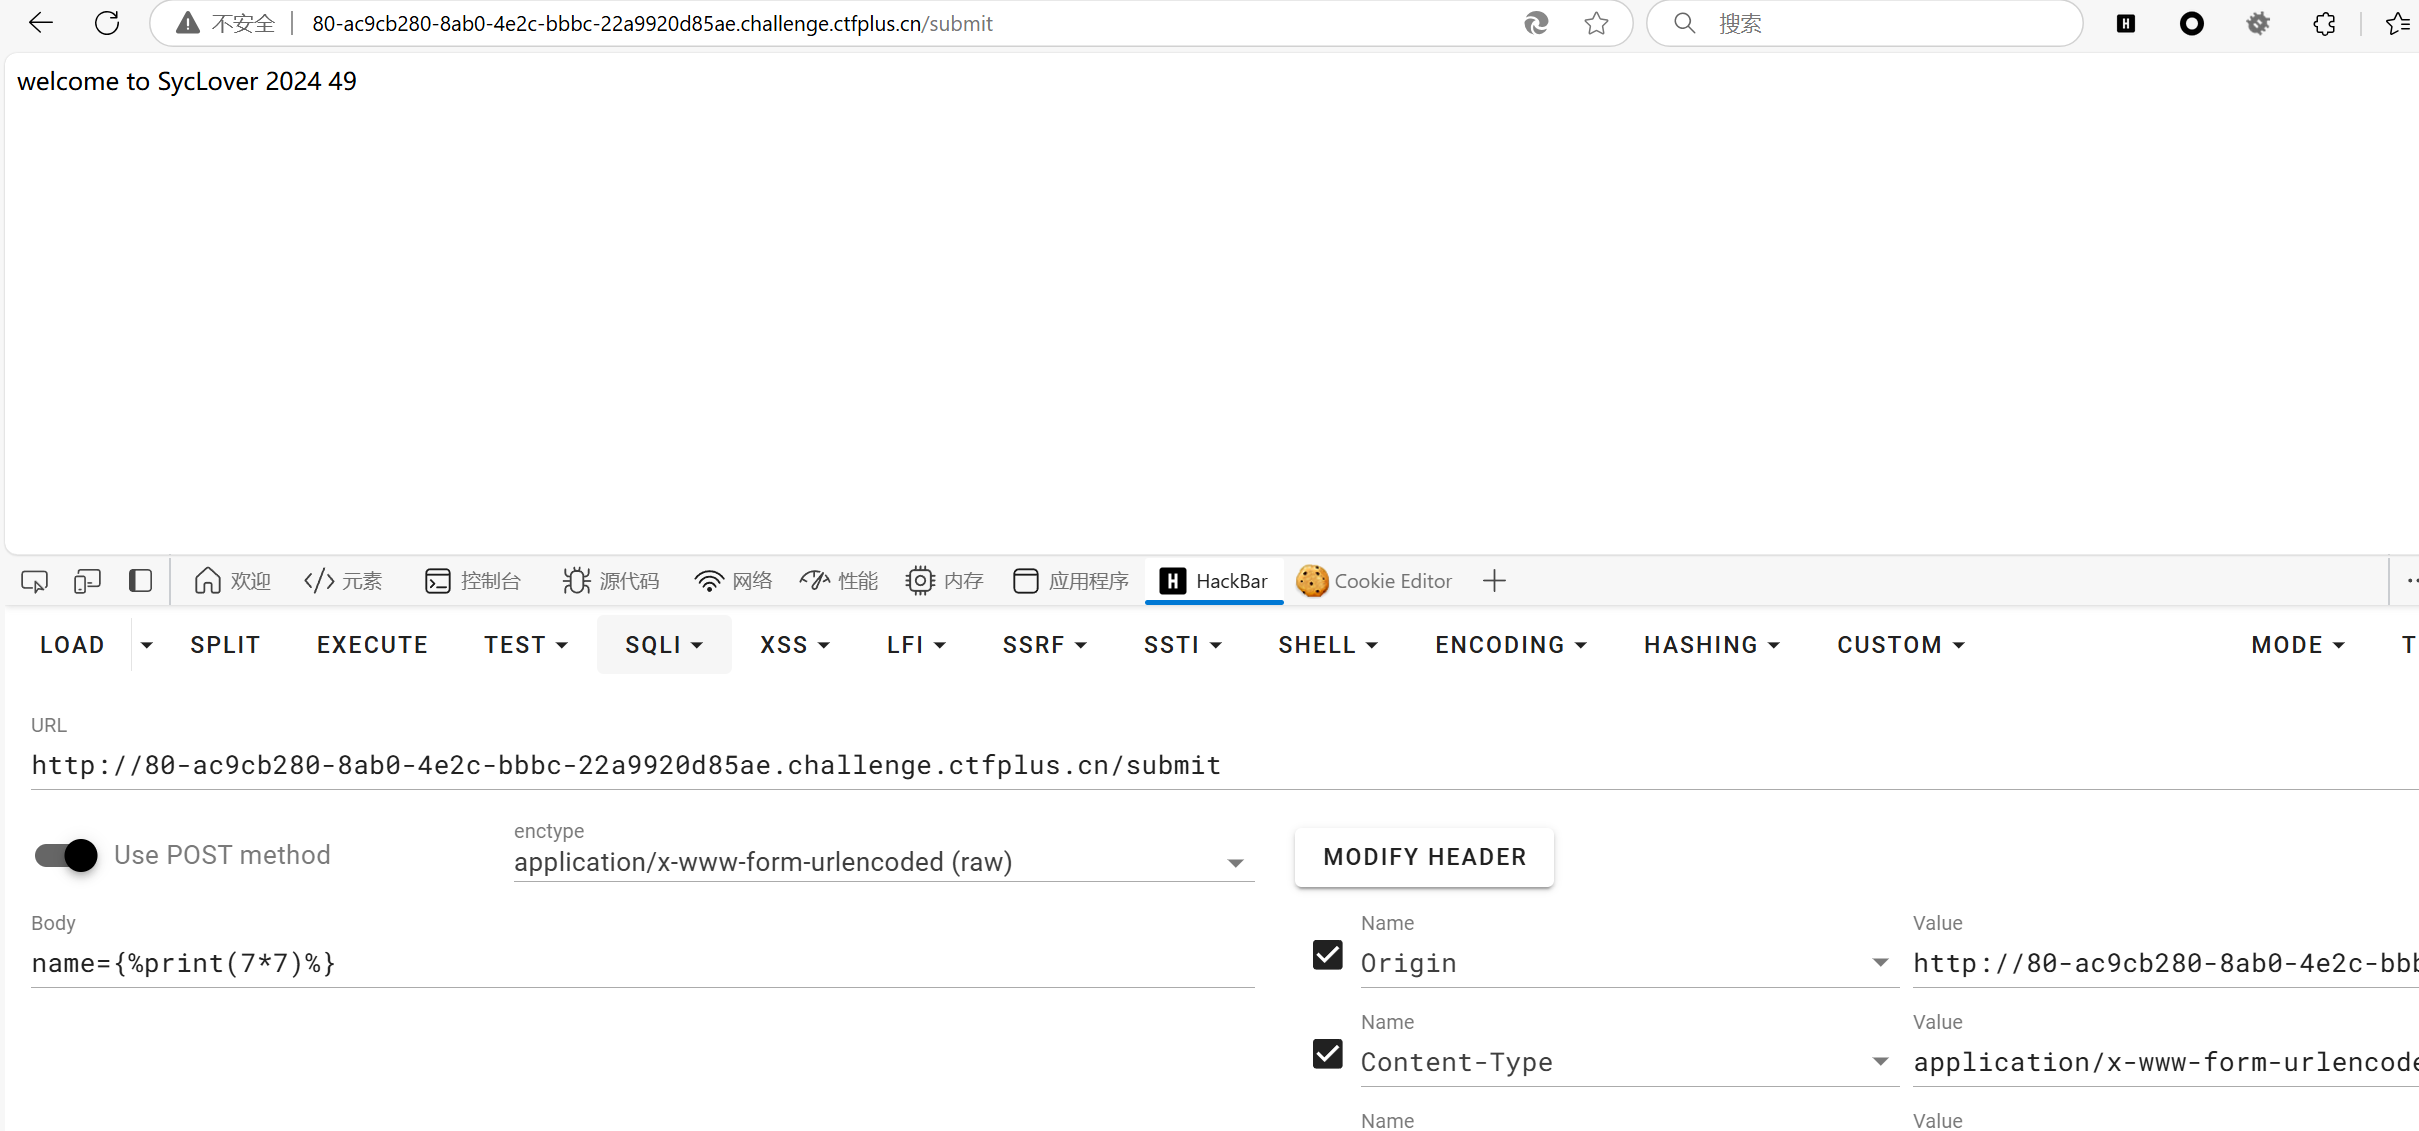 不安全 80-ac9cb280-8ab0-4e2c-bbbc-22a9920d85ae.challenge.ctfplus.cn/submit 搜索
welcome to SycLover 2024 49
欢迎 元素 控制台 源代码 网络 性能 内存 应用程序 HackBar Cookie Editor
LOAD SPLIT EXECUTE TEST SQLI XSS LFI SSRF SSTI SHELL ENCODING HASHING CUSTOM MODE T
URL
http://80-ac9cb280-8ab0-4e2c-bbbc-22a9920d85ae.challenge.ctfplus.cn/submit
Use POST method
enctype
application/x-www-form-urlencoded (raw)
MODIFY HEADER
Body
name={%print(7*7)%}
Name Value
Origin http://80-ac9cb280-8ab0-4e2c-bbb
Name Value
Content-Type application/x-www-form-urlencode
Name Value